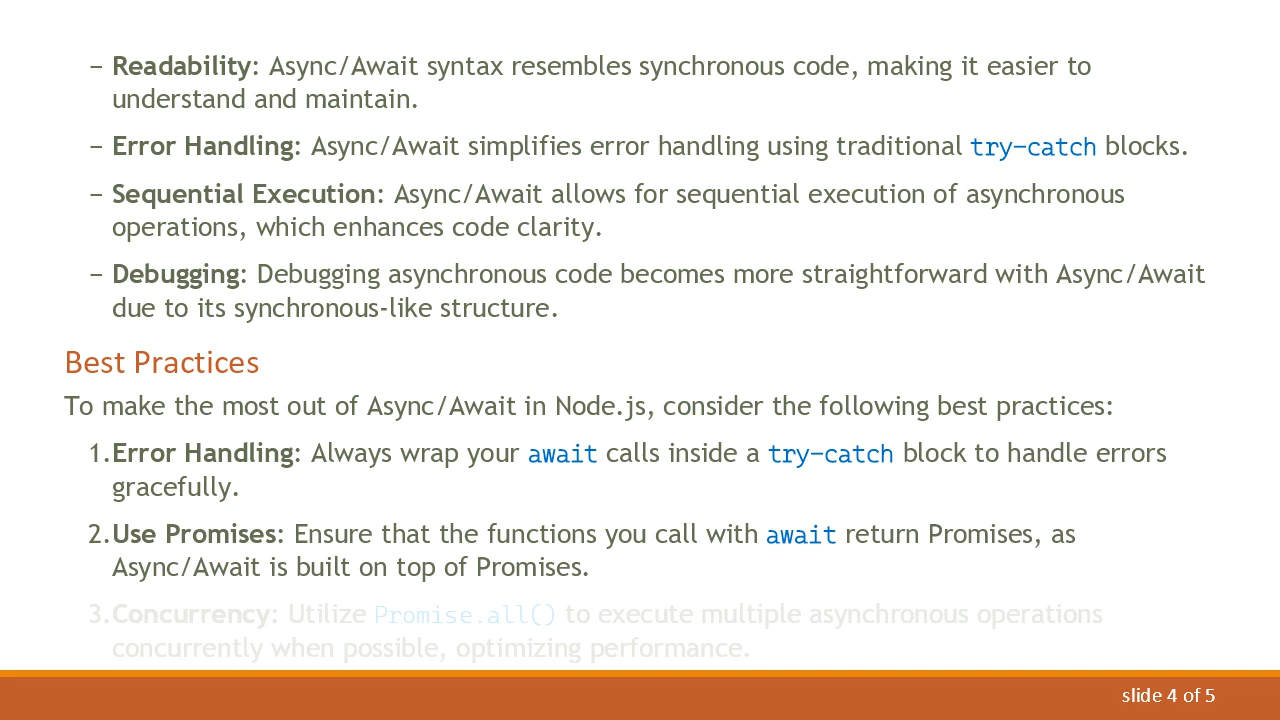 – Readability: Async/Await syntax resembles synchronous code, making it easier to
understand and maintain.
– Error Handling: Async/Await simplifies error handling using traditional try-catch blocks.
– Sequential Execution: Async/Await allows for sequential execution of asynchronous
operations, which enhances code clarity.
– Debugging: Debugging asynchronous code becomes more straightforward with Async/Await
due to its synchronous-like structure.
Best Practices
To make the most out of Async/Await in Node.js, consider the following best practices:
1.Error Handling: Always wrap your await calls inside a try-catch block to handle errors
gracefully.
2.Use Promises: Ensure that the functions you call with await return Promises, as
Async/Await is built on top of Promises.
3.Concurrency: Utilize Promise.all() to execute multiple asynchronous operations
concurrently when possible, optimizing performance.
slide 4 of 5